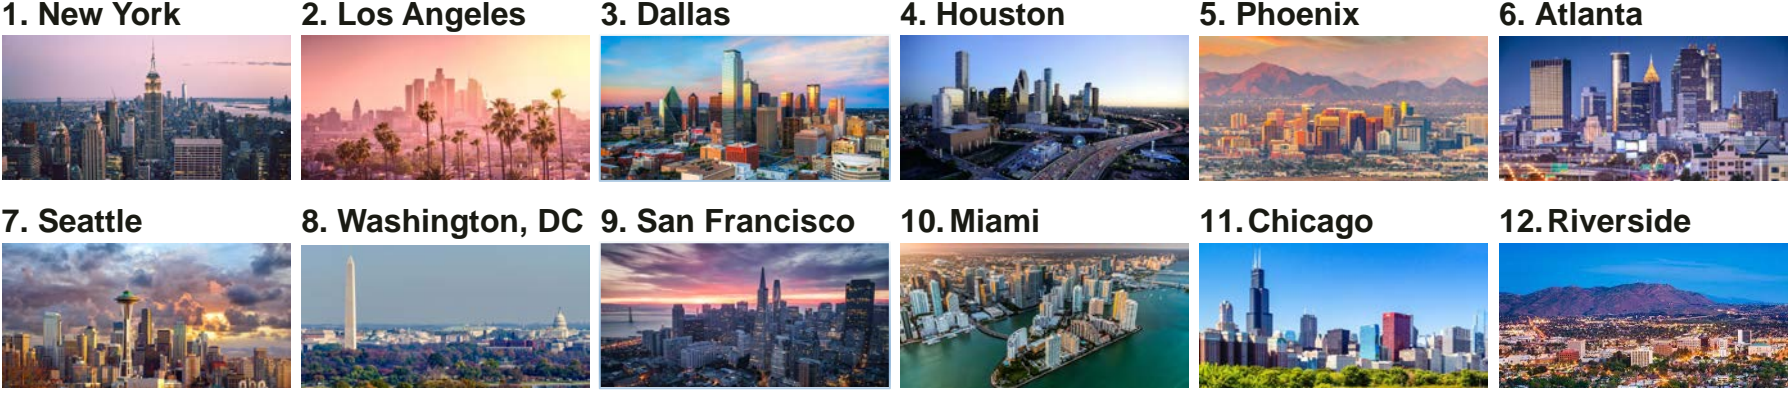 1. New York
2. Los Angeles
3. Dallas
4. Houston
5. Phoenix
6. Atlanta
7. Seattle
8. Washington, DC
9. San Francisco
10. Miami
11. Chicago
12. Riverside